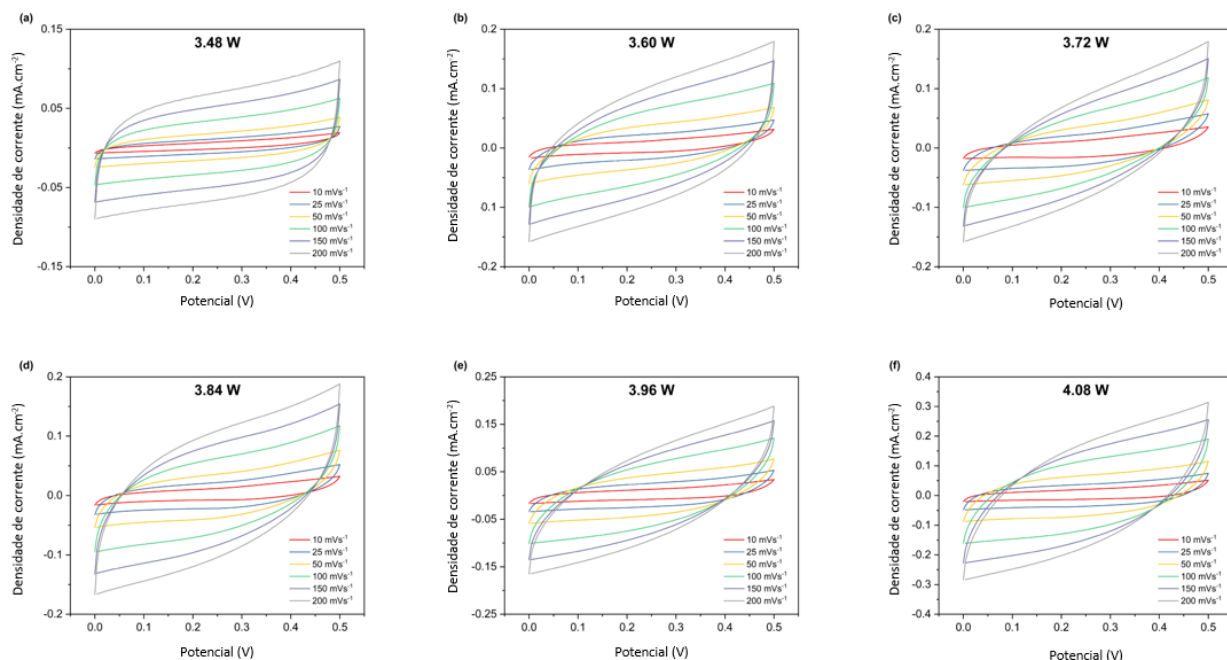 (a)
3.48 W
Densidade de corrente (mA.cm⁻²)
0.15
0.05
0.00
-0.05
-0.15
0.0 0.1 0.2 0.3 0.4 0.5
Potencial (V)
10 mVs⁻¹
25 mVs⁻¹
50 mVs⁻¹
100 mVs⁻¹
150 mVs⁻¹
200 mVs⁻¹
(b)
3.60 W
Densidade de corrente (mA.cm⁻²)
0.2
0.1
0.0
0.1
-0.2
0.0 0.1 0.2 0.3 0.4 0.5
Potencial (V)
10 mVs⁻¹
25 mVs⁻¹
50 mVs⁻¹
100 mVs⁻¹
150 mVs⁻¹
200 mVs⁻¹
(c)
3.72 W
Densidade de corrente (mA.cm⁻²)
0.2
0.1
0.0
-0.1
-0.2
0.0 0.1 0.2 0.3 0.4 0.5
Potencial (V)
10 mVs⁻¹
25 mVs⁻¹
50 mVs⁻¹
100 mVs⁻¹
150 mVs⁻¹
200 mVs⁻¹
(d)
3.84 W
Densidade de corrente (mA.cm⁻²)
0.2
0.1
0.0
-0.1
-0.2
0.0 0.1 0.2 0.3 0.4 0.5
Potencial (V)
10 mVs⁻¹
25 mVs⁻¹
50 mVs⁻¹
100 mVs⁻¹
150 mVs⁻¹
200 mVs⁻¹
(e)
3.96 W
Densidade de corrente (mA.cm⁻²)
0.25
0.15
0.05
-0.05
-0.15
-0.25
0.0 0.1 0.2 0.3 0.4 0.5
Potencial (V)
10 mVs⁻¹
25 mVs⁻¹
50 mVs⁻¹
100 mVs⁻¹
150 mVs⁻¹
200 mVs⁻¹
(f)
4.08 W
Densidade de corrente (mA.cm⁻²)
0.4
0.3
0.2
0.1
0.0
-0.1
-0.2
-0.3
-0.4
0.0 0.1 0.2 0.3 0.4 0.5
Potencial (V)
10 mVs⁻¹
25 mVs⁻¹
50 mVs⁻¹
100 mVs⁻¹
150 mVs⁻¹
200 mVs⁻¹